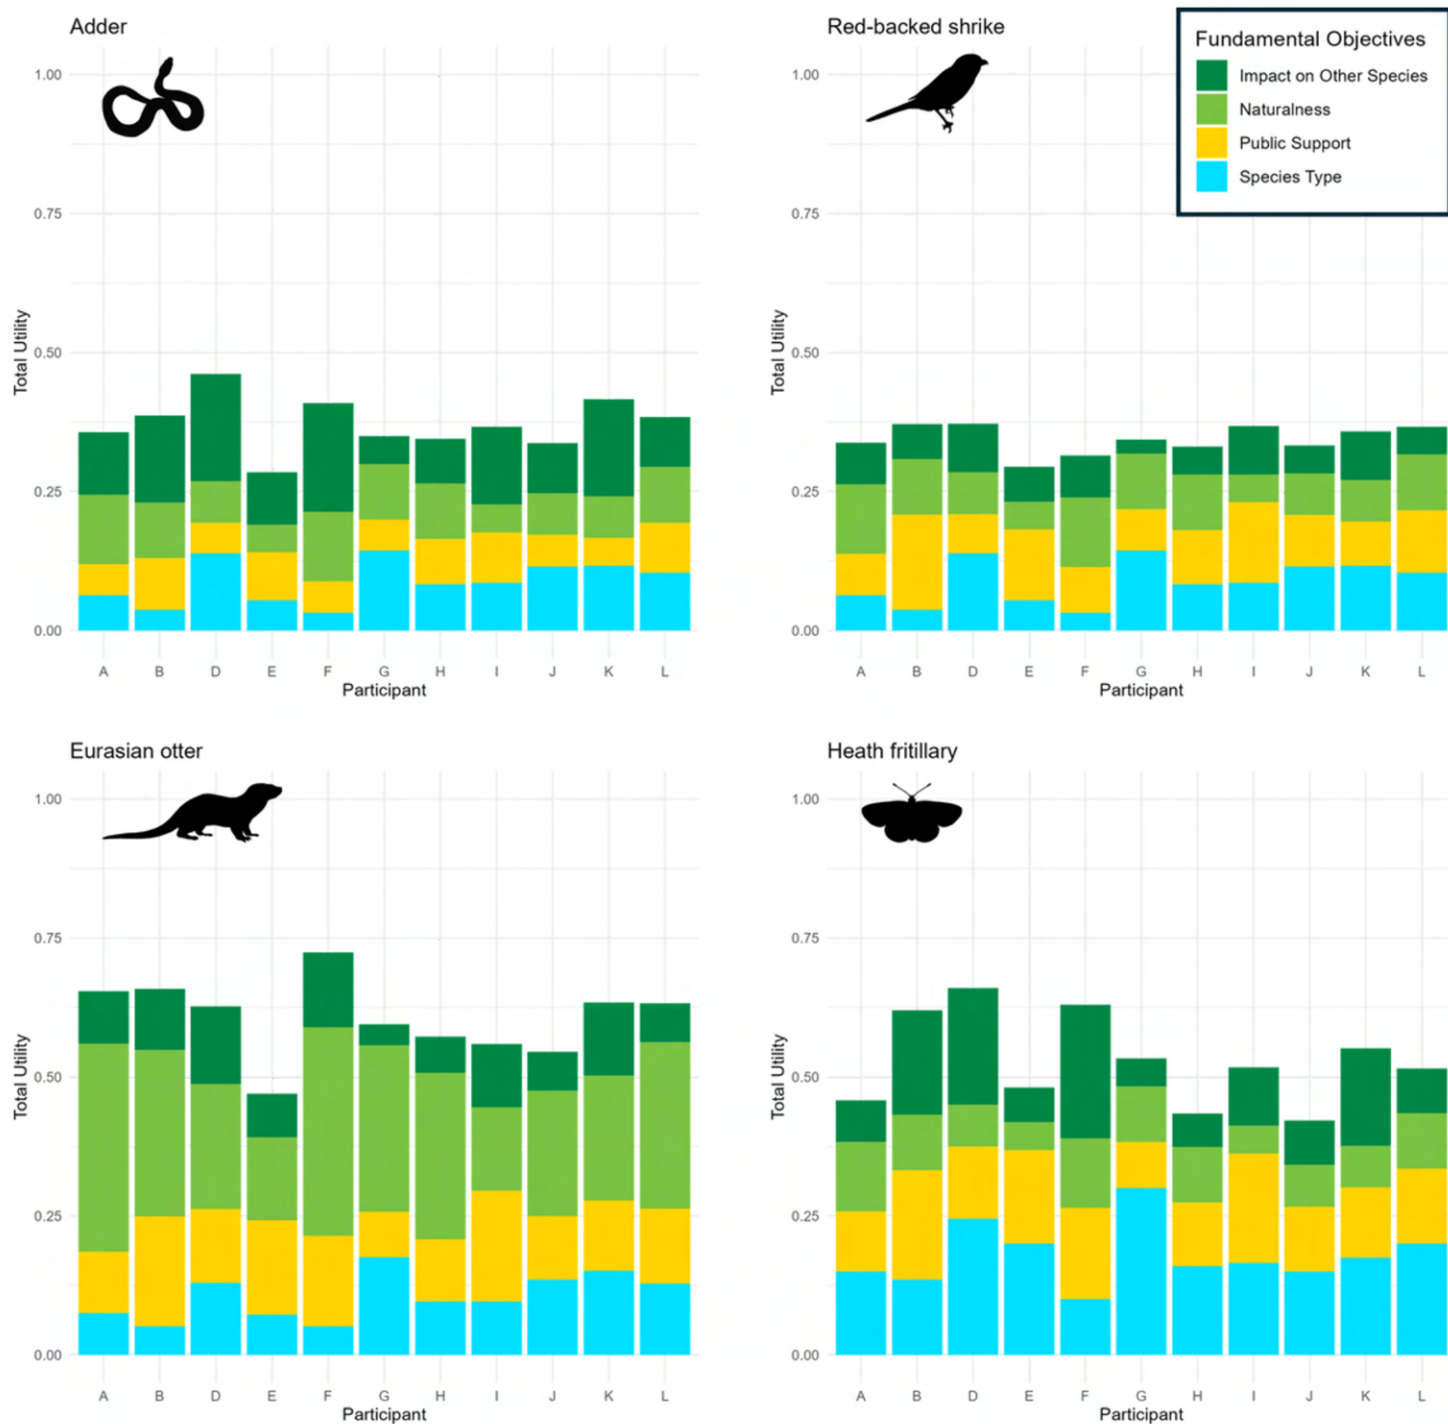 Adder
1.00
0.75
0.50
0.25
0.00
Total Utility
A B D E F G H I J K L
Participant
Red-backed shrike
1.00
0.75
0.50
0.25
0.00
Total Utility
A B D E F G H I J K L
Participant
Fundamental Objectives
Impact on Other Species
Naturalness
Public Support
Species Type
Eurasian otter
1.00
0.75
0.50
0.25
0.00
Total Utility
A B D E F G H I J K L
Participant
Heath fritillary
1.00
0.75
0.50
0.25
0.00
Total Utility
A B D E F G H I J K L
Participant